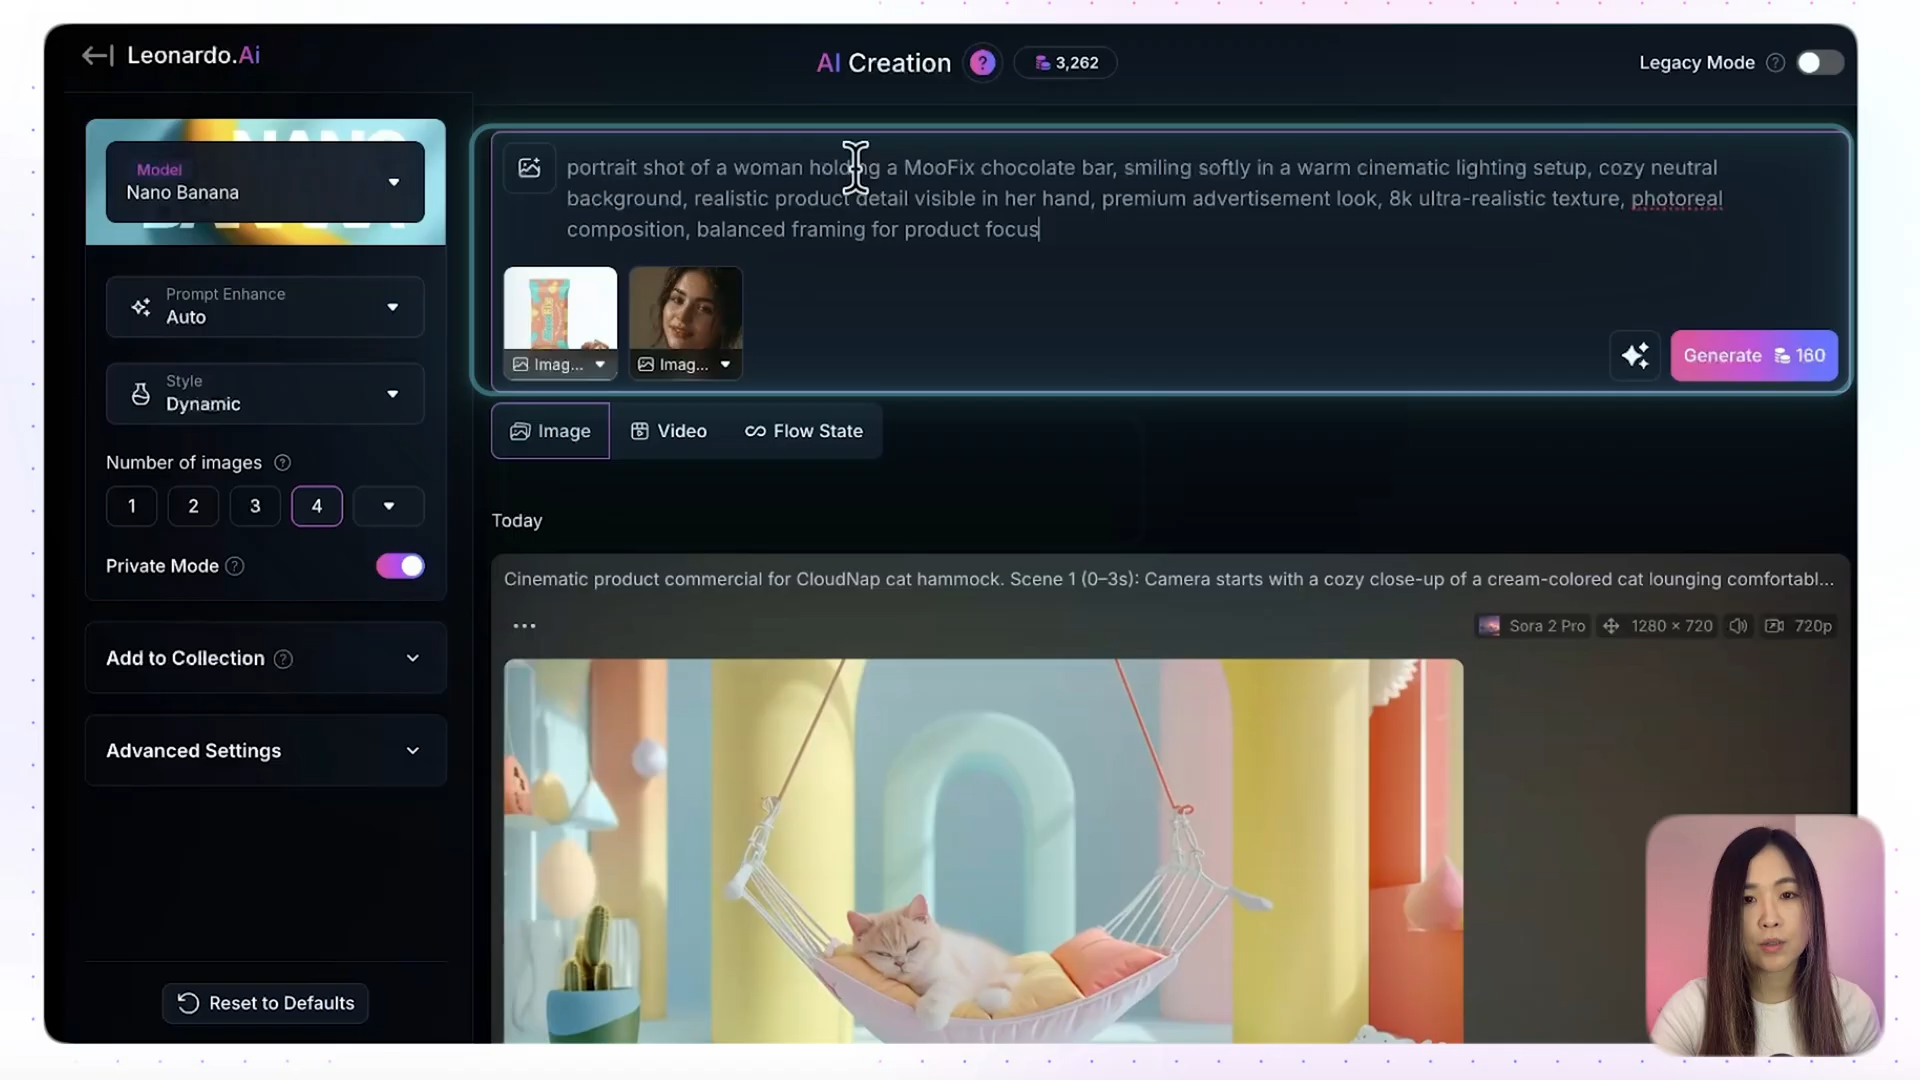 Leonardo.Ai
AI Creation
?
3,262
Legacy Mode ?
Model
Nano Banana
Prompt Enhance
Auto
Style
Dynamic
Number of images ?
1 2 3 4
Private Mode ?
Add to Collection ?
Advanced Settings
Reset to Defaults
portrait shot of a woman holding a MooFix chocolate bar, smiling softly in a warm cinematic lighting setup, cozy neutral
background, realistic product detail visible in her hand, premium advertisement look, 8k ultra-realistic texture, photoreal
composition, balanced framing for product focus
Imag...
Imag...
Generate 160
Image
Video
Flow State
Today
Cinematic product commercial for CloudNap cat hammock. Scene 1 (0–3s): Camera starts with a cozy close-up of a cream-colored cat lounging comfortabl...
...
Sora 2 Pro
1280 × 720
720p